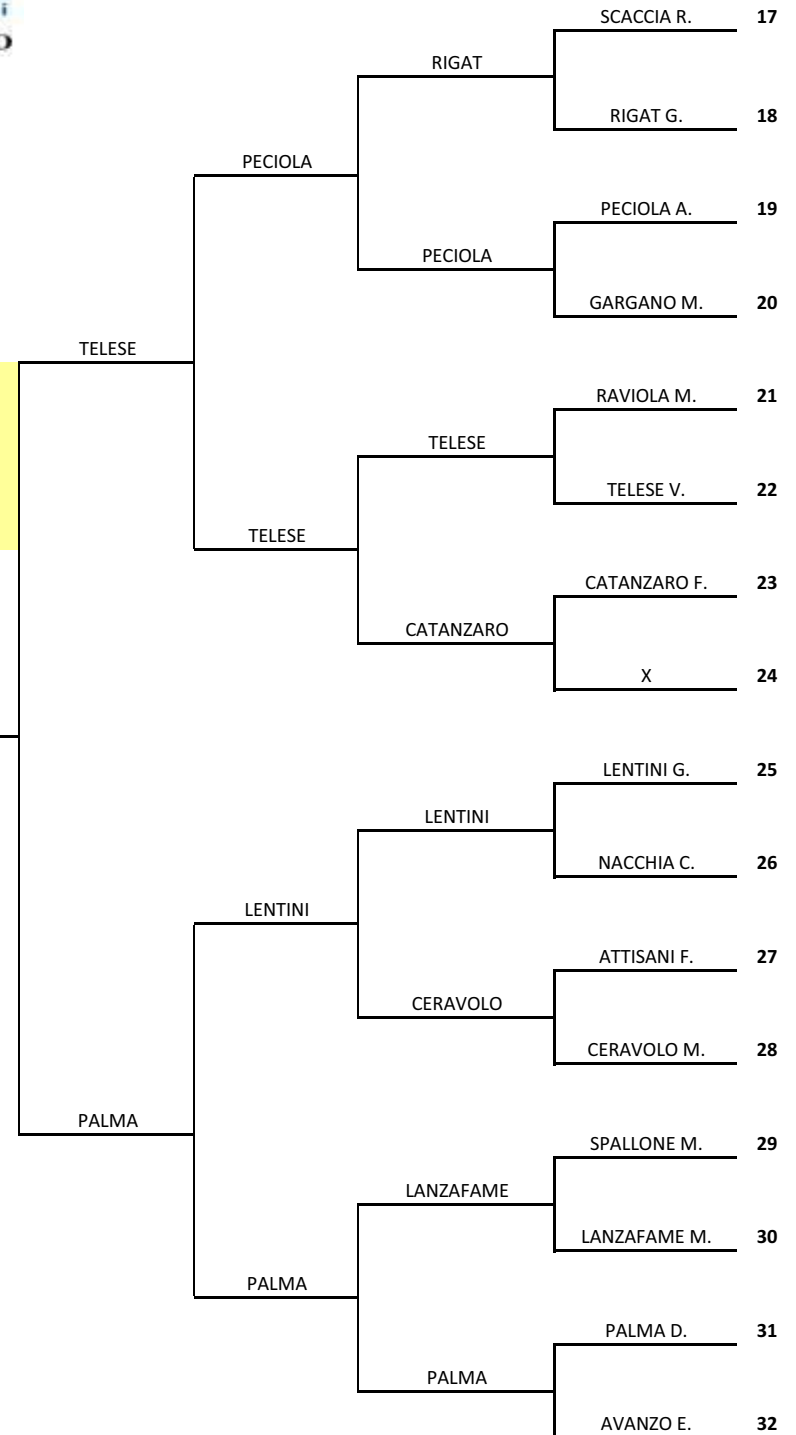 SCACCIA R. 17
RIGAT
RIGAT G. 18
PECIOLA
PECIOLA A. 19
PECIOLA
GARGANO M. 20
TELESE
RAVIOLA M. 21
TELESE
TELESE V. 22
TELESE
CATANZARO F. 23
CATANZARO
X 24
LENTINI G. 25
LENTINI
NACCHIA C. 26
LENTINI
ATTISANI F. 27
CERAVOLO
CERAVOLO M. 28
PALMA
SPALLONE M. 29
LANZAFAME
LANZAFAME M. 30
PALMA
PALMA D. 31
PALMA
AVANZO E. 32